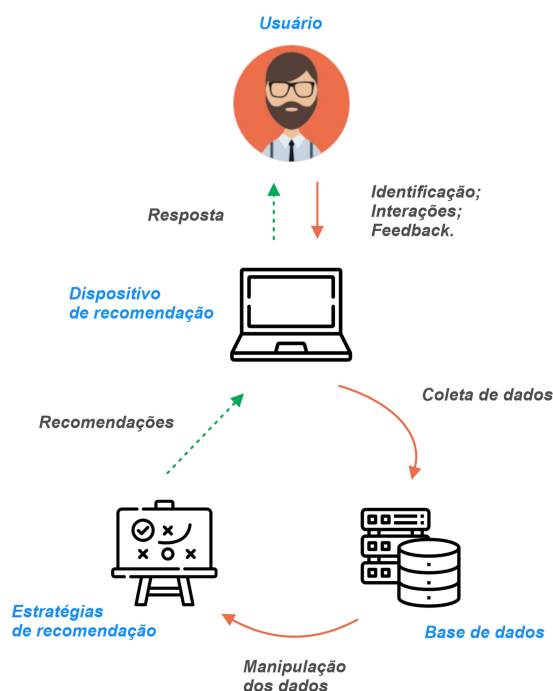 Usuário
Resposta
Identificação;
Interações;
Feedback.
Dispositivo
de recomendação
Coleta de dados
Recomendações
Estratégias
de recomendação
Base de dados
Manipulação
dos dados